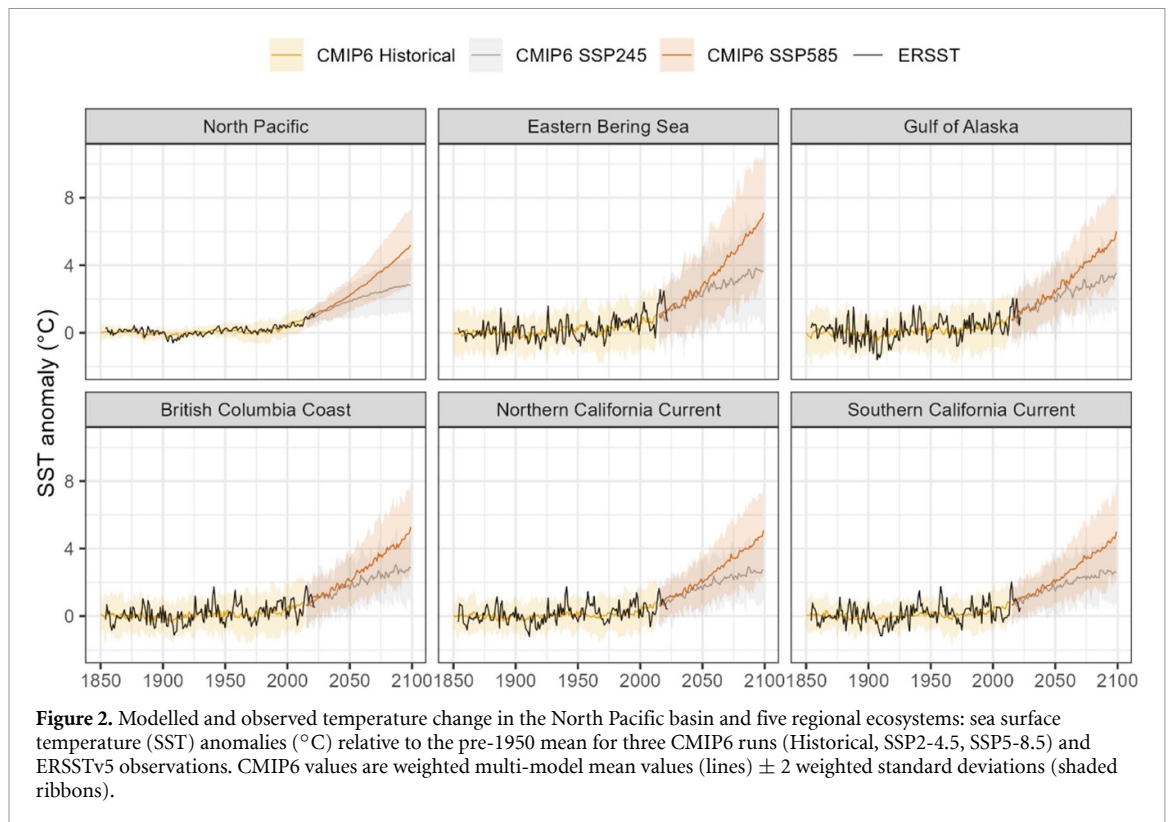 CMIP6 Historical CMIP6 SSP245 CMIP6 SSP585 ERSST
North Pacific Eastern Bering Sea Gulf of Alaska
8
4
0
British Columbia Coast Northern California Current Southern California Current
8
4
0
SST anomaly (°C)
1850 1900 1950 2000 2050 2100 1850 1900 1950 2000 2050 2100 1850 1900 1950 2000 2050 2100
Figure 2. Modelled and observed temperature change in the North Pacific basin and five regional ecosystems: sea surface
temperature (SST) anomalies (°C) relative to the pre-1950 mean for three CMIP6 runs (Historical, SSP2-4.5, SSP5-8.5) and
ERSSTv5 observations. CMIP6 values are weighted multi-model mean values (lines) ± 2 weighted standard deviations (shaded
ribbons).